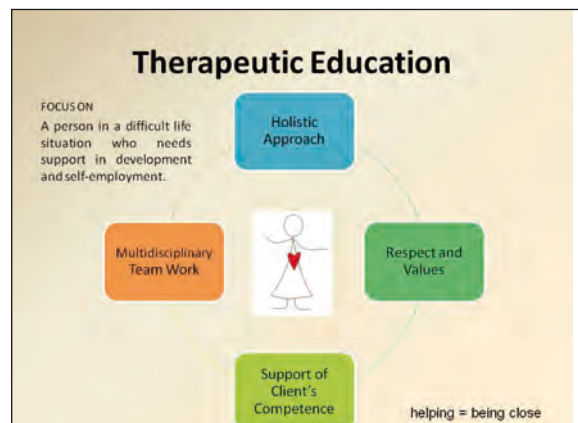 Therapeutic Education
FOCUS ON
A person in a difficult life
situation who needs
support in development
and self-employment.
Holistic
Approach
Multidisciplinary
Team Work
Respect and
Values
Support of
Client's
Competence
helping = being close